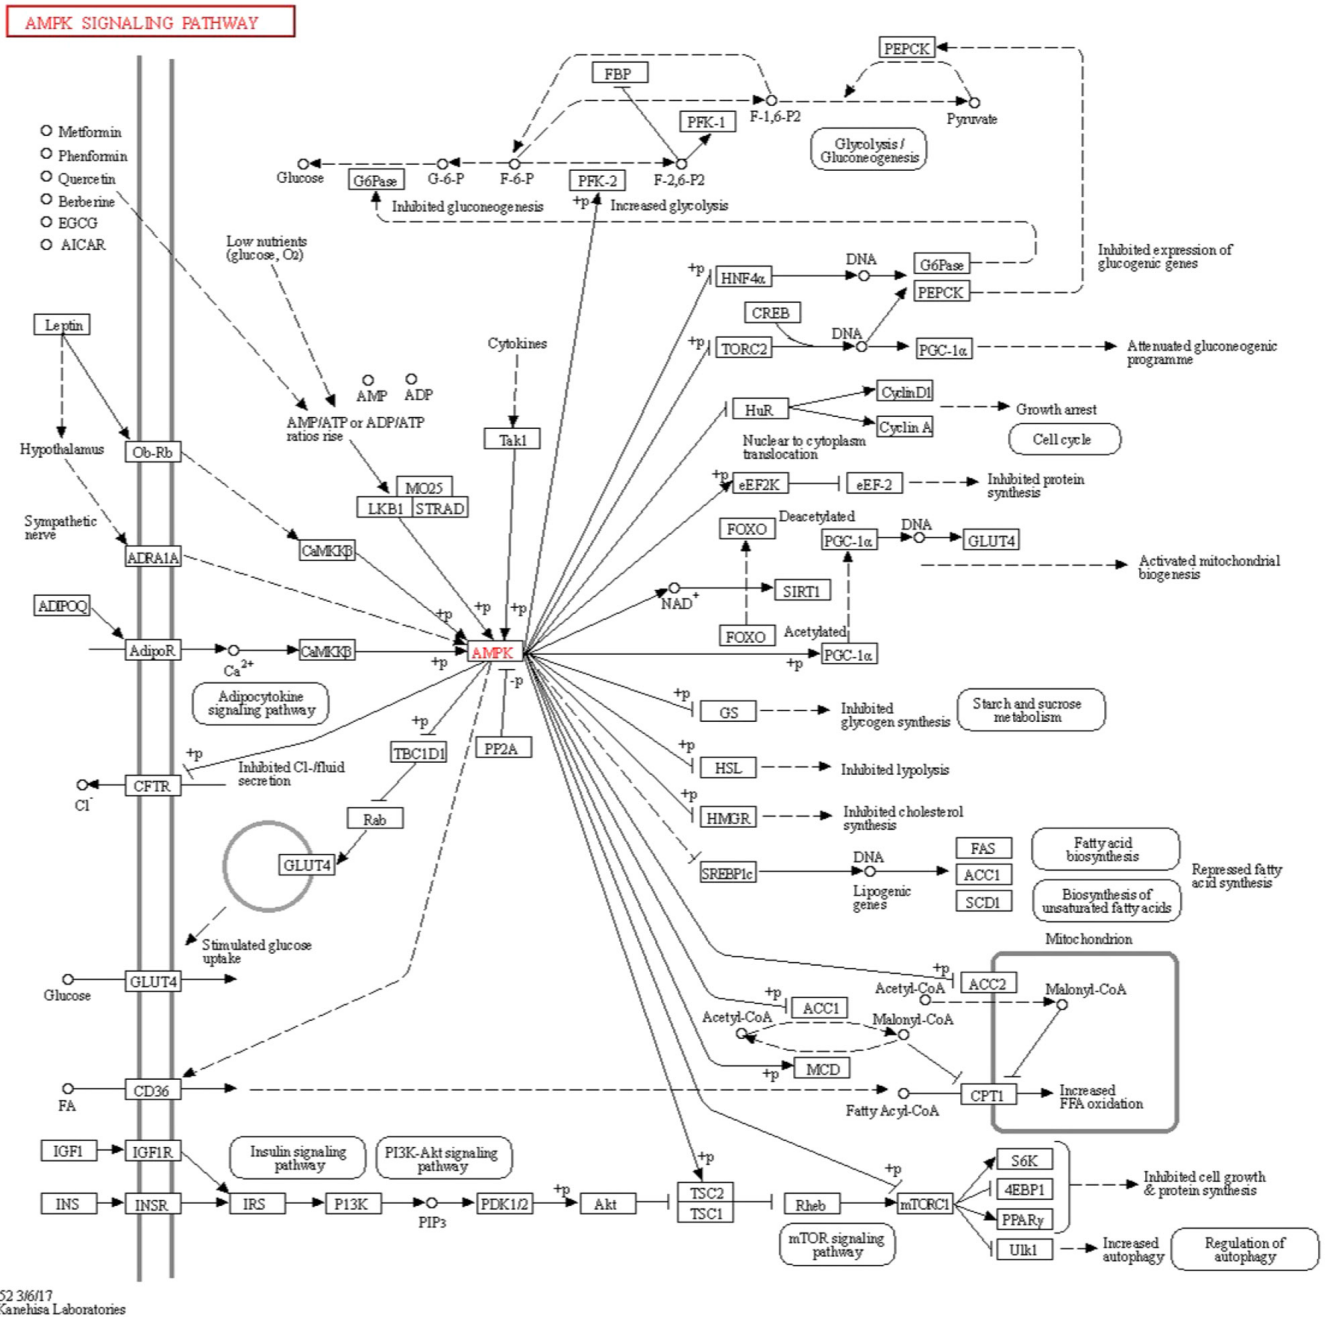 AMPK SIGNALING PATHWAY
Metformin
Phenformin
Quercetin
Berberine
EGCG
AICAR
PEPCK
FBP
F-1,6-P2
Pyruvate
PFK-1
Glycolysis /
Gluconeogenesis
Glucose
G6Pase
G-6-P
F-6-P
PFK-2
F-2,6-P2
Inhibited gluconeogenesis
+p
Increased glycolysis
Low nutrients
(glucose, O2)
Inhibited expression of
glucogenic genes
+p
HNF4α
DNA
G6Pase
PEPCK
CREB
+p
TORC2
DNA
PGC-1α
Attenuated gluconeogenic
programme
Leptin
Cytokines
AMP
ADP
AMP/ATP or ADP/ATP
ratios rise
HuR
CyclinD1
Cyclin A
Growth arrest
Cell cycle
Nuclear to cytoplasm
translocation
Hypothalamus
Ob-Rb
Tak1
MO25
LKB1
STRAD
+p
eEF2K
eEF-2
Inhibited protein
synthesis
Sympathetic
nerve
ADRA1A
CaMKKβ
FOXO
Deacetylated
PGC-1α
DNA
GLUT4
Activated mitochondrial
biogenesis
NAD+
SIRT1
FOXO
Acetylated
PGC-1α
+p
ADIPOQ
AdipoR
Ca2+
CaMKKβ
+p
+p
+p
+p
AMPK
-p
Adipocytokine
signaling pathway
+p
GS
Inhibited
glycogen synthesis
Starch and sucrose
metabolism
+p
TBC1D1
PP2A
+p
HSL
Inhibited lypolysis
+p
CFTR
Cl-
Inhibited Cl-/fluid
secretion
+p
HMGR
Inhibited cholesterol
synthesis
Rab
GLUT4
SREBP1c
DNA
Lipogenic
genes
FAS
ACC1
SCD1
Fatty acid
biosynthesis
Biosynthesis of
unsaturated fatty acids
Repressed fatty
acid synthesis
Stimulated glucose
uptake
Glucose
GLUT4
Mitochondrion
+p
ACC2
Acetyl-CoA
Malonyl-CoA
+p
ACC1
Acetyl-CoA
Malonyl-CoA
+p
MCD
FA
CD36
Fatty Acyl-CoA
CPT1
Increased
FFA oxidation
IGF1
IGF1R
Insulin signaling
pathway
PI3K-Akt signaling
pathway
INS
INSR
IRS
P13K
PIP3
PDK1/2
+p
Akt
+p
TSC2
TSC1
Rheb
+p
mTORC1
mTOR signaling
pathway
S6K
4EBP1
PPARγ
Ulk1
Inhibited cell growth
& protein synthesis
Increased
autophagy
Regulation of
autophagy
52 3/6/17
Kanehisa Laboratories